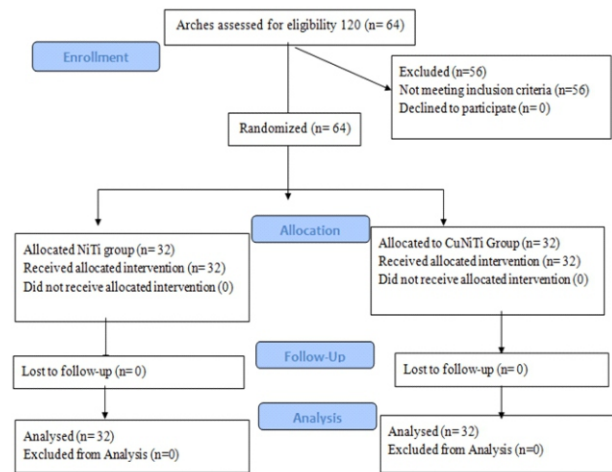 Arches assessed for eligibility 120 (n= 64)
Enrollment
Excluded (n=56)
Not meeting inclusion criteria (n=56)
Declined to participate (n= 0)
Randomized (n= 64)
Allocation
Allocated NiTi group (n= 32)
Received allocated intervention (n= 32)
Did not receive allocated intervention (0)
Allocated to CuNiTi Group (n= 32)
Received allocated intervention (n= 32)
Did not receive allocated intervention (0)
Follow-Up
Lost to follow-up (n= 0)
Lost to follow-up (n= 0)
Analysis
Analysed (n= 32)
Excluded from Analysis (n=0)
Analysed (n= 32)
Excluded from Analysis (n=0)